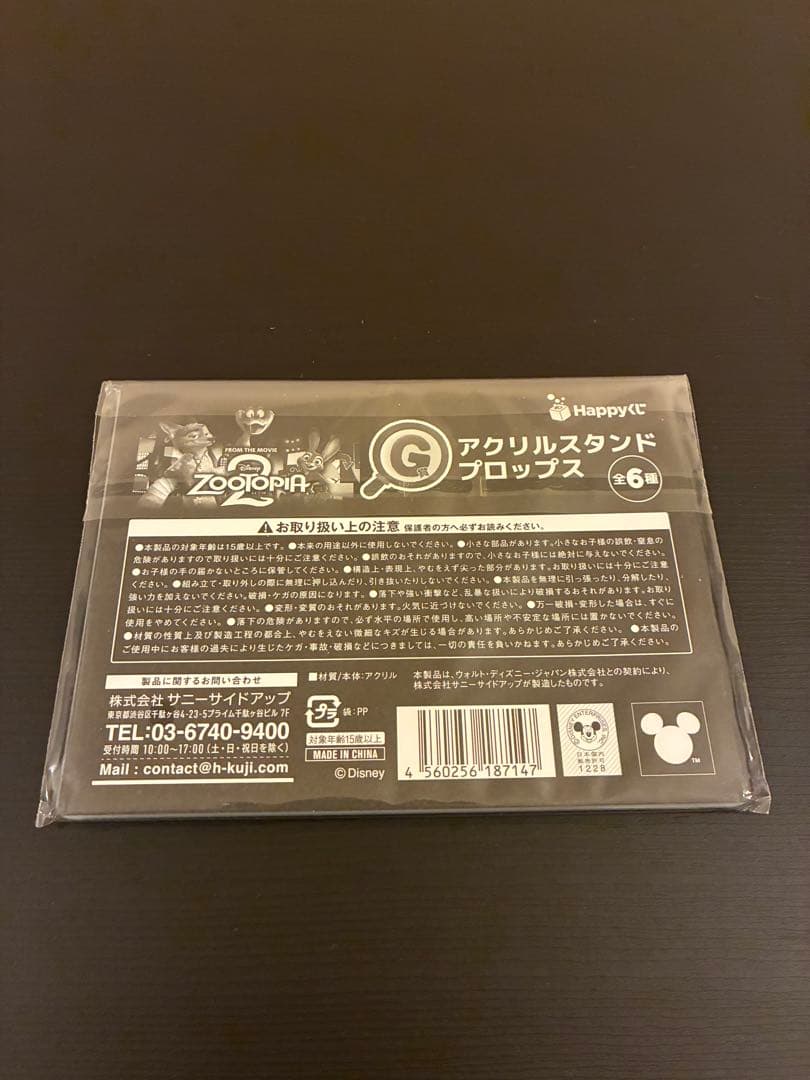 Happyくじ
FROM THE MOVIE
Disney
ZOOTOPIA
2
G賞
アクリルスタンド
プロップス
全6種
お取り扱い上の注意 保護者の方へ必ずお読みください。
●本製品の対象年齢は15歳以上です。●本来の用途以外に使用しないでください。●小さな部品があります。小さなお子様の誤飲・窒息の
危険がありますので取り扱いには十分にご注意ください。●誤飲のおそれがありますので、小さなお子様には絶対に与えないでください。
●お子様の手の届かないところに保管してください。●構造上・表現上、やむをえず尖った部分があります。お取り扱いには十分にご注意
ください。●組み立て・取り外しの際に無理に押し込んだり、引き抜いたりしないでください。●本製品を無理に引っ張ったり、分解したり、
強い力を加えないでください。破損・ケガの原因になります。●落下や強い衝撃など、乱暴な扱いにより破損するおそれがあります。お取り
扱いには十分にご注意ください。●変形・変質のおそれがあります。火気に近づけないでください。●万一破損・変形した場合は、すぐに
使用をやめてください。●落下の危険がありますので、必ず水平の場所で使用し、高い場所や不安定な場所には置かないでください。
●材質の性質上及び製造工程の都合上、やむをえない微細なキズが生じる場合があります。あらかじめご了承ください。●本製品の
ご使用中にお客様の過失により生じたケガ・事故・破損などにつきましては、一切の責任を負いかねます。あらかじめご了承ください。
製品に関するお問い合わせ
株式会社 サニーサイドアップ
東京都渋谷区千駄ヶ谷4-23-5プライム千駄ヶ谷ビル 7F
TEL:03-6740-9400
受付時間 10:00〜17:00（土・日・祝日を除く）
Mail : contact@h-kuji.com
■材質/本体：アクリル
プラ
袋：PP
対象年齢15歳以上
MADE IN CHINA
©Disney
本製品は、ウォルト・ディズニー・ジャパン株式会社との契約により、
株式会社サニーサイドアップが製造したものです。
4 560256 187147
日本国内
販売許可
1228
TM